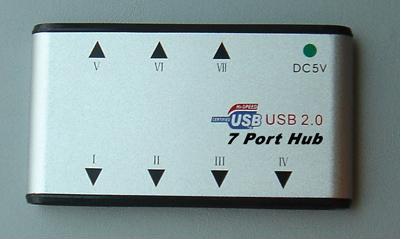 V VI VII DC5V
HI-SPEED
CERTIFIED USB USB 2.0
7 Port Hub
I II III IV